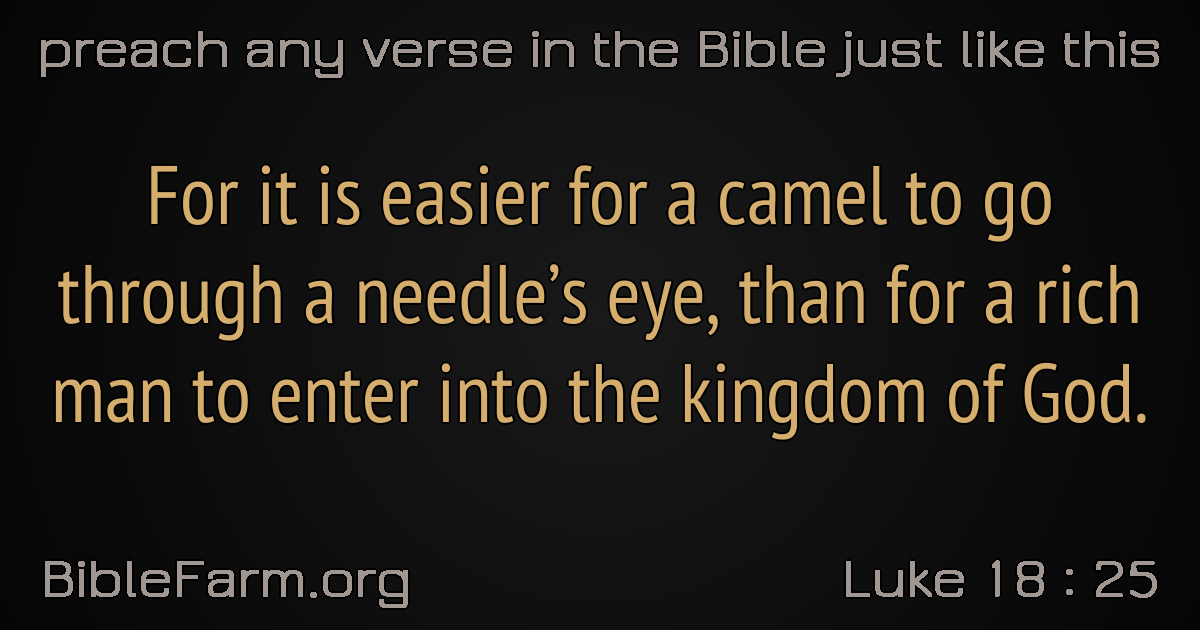 preach any verse in the Bible just like this
For it is easier for a camel to go
through a needle’s eye, than for a rich
man to enter into the kingdom of God.
BibleFarm.org
Luke 18 : 25